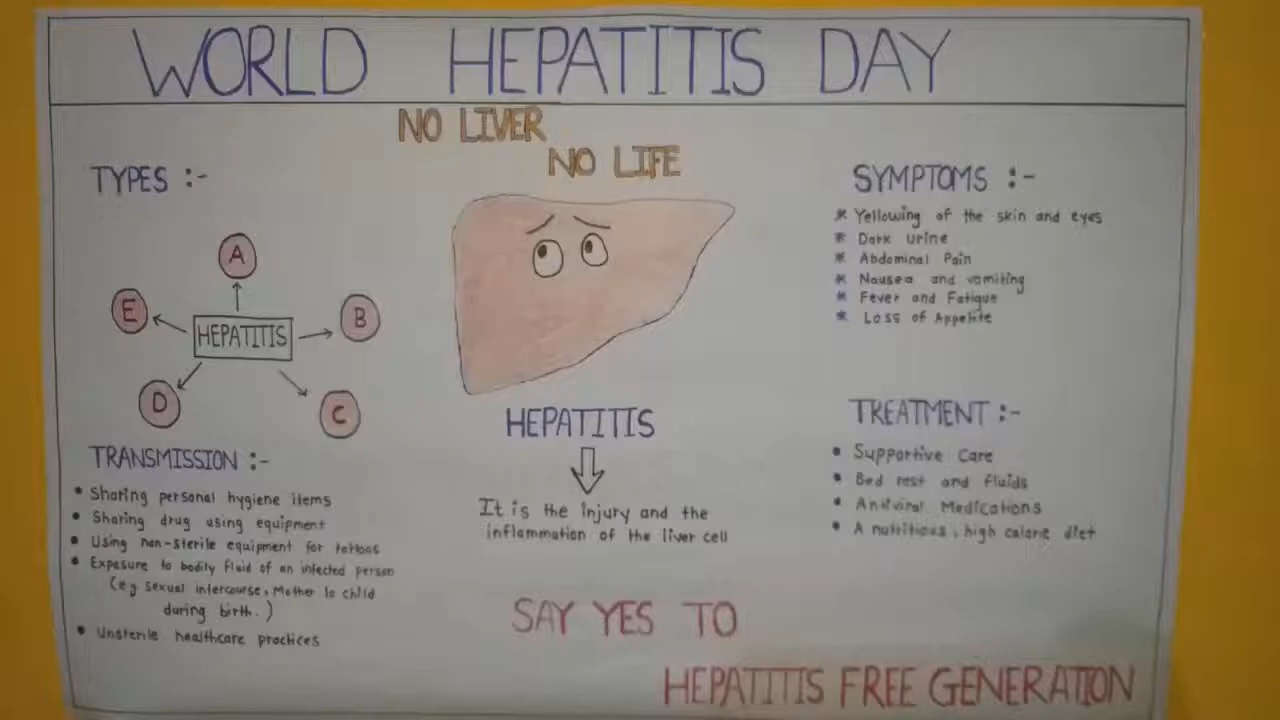 WORLD HEPATITIS DAY
NO LIVER
NO LIFE
TYPES :-
A
B
C
D
E
HEPATITIS
TRANSMISSION :-
• Sharing personal hygiene items
• Sharing drug using equipment
• Using non-sterile equipment for tattoos
• Exposure to bodily fluid of an infected person
(eg sexual intercourse, Mother to child
during birth.)
• Unsterile healthcare practices
HEPATITIS
It is the injury and the
inflammation of the liver cell
SYMPTOMS :-
* Yellowing of the skin and eyes
* Dark urine
* Abdominal Pain
* Nausea and vomiting
* Fever and Fatigue
* Loss of Appetite
TREATMENT :-
• Supportive Care
• Bed rest and fluids
• Antiviral Medications
• A nutritious, high calorie diet
SAY YES TO
HEPATITIS FREE GENERATION